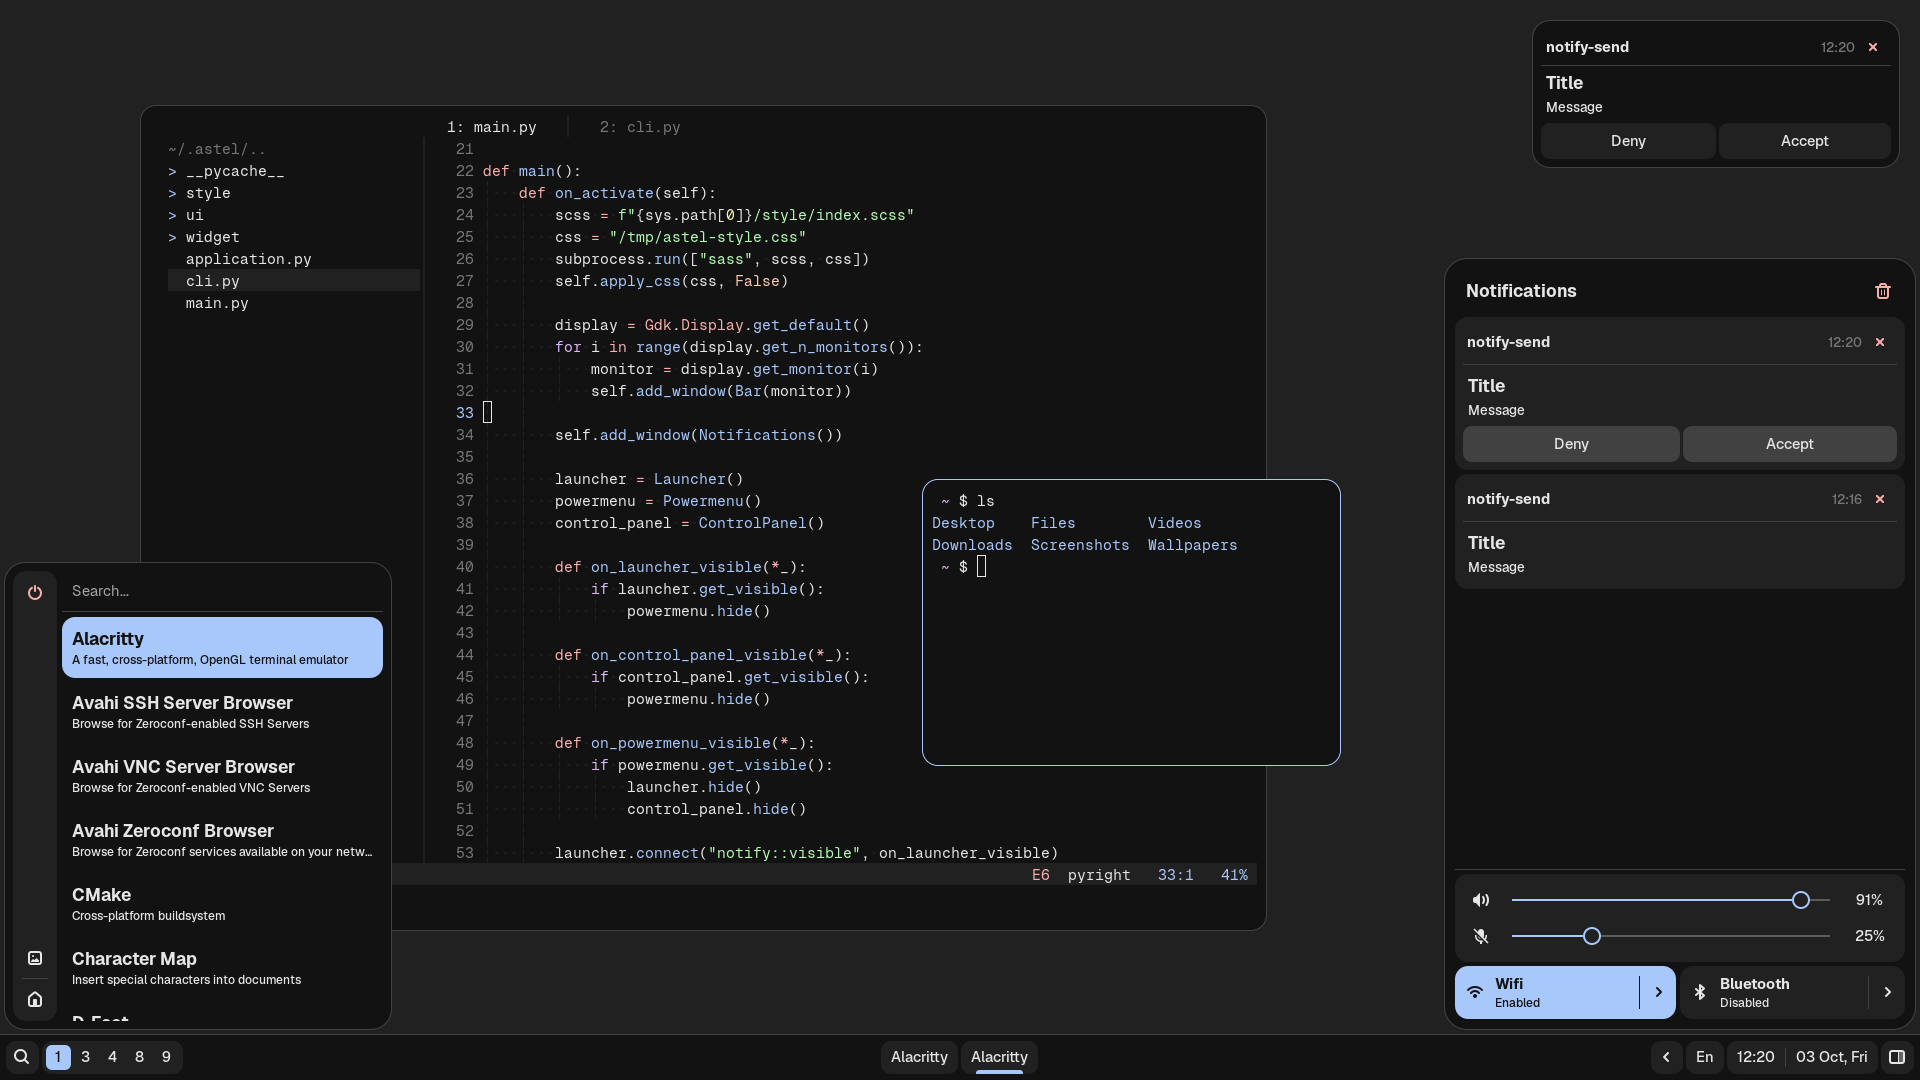 notify-send 12:20
Title
Message
Deny Accept
1: main.py 2: cli.py
~/.astel/..
> __pycache__
> style
> ui
> widget
application.py
cli.py
main.py
21
22 def main():
23 def on_activate(self):
24 scss = f"{sys.path[0]}/style/index.scss"
25 css = "/tmp/astel-style.css"
26 subprocess.run(["sass", scss, css])
27 self.apply_css(css, False)
28
29 display = Gdk.Display.get_default()
30 for i in range(display.get_n_monitors()):
31 monitor = display.get_monitor(i)
32 self.add_window(Bar(monitor))
33
34 self.add_window(Notifications())
35
36 launcher = Launcher()
37 powermenu = Powermenu()
38 control_panel = ControlPanel()
39
40 def on_launcher_visible(*_):
41 if launcher.get_visible():
42 powermenu.hide()
43
44 def on_control_panel_visible(*_):
45 if control_panel.get_visible():
46 powermenu.hide()
47
48 def on_powermenu_visible(*_):
49 if powermenu.get_visible():
50 launcher.hide()
51 control_panel.hide()
52
53 launcher.connect("notify::visible", on_launcher_visible)
E6 pyright 33:1 41%
~ $ ls
Desktop Files Videos
Downloads Screenshots Wallpapers
~ $
Search...
Alacritty
A fast, cross-platform, OpenGL terminal emulator
Avahi SSH Server Browser
Browse for Zeroconf-enabled SSH Servers
Avahi VNC Server Browser
Browse for Zeroconf-enabled VNC Servers
Avahi Zeroconf Browser
Browse for Zeroconf services available on your netw...
CMake
Cross-platform buildsystem
Character Map
Insert special characters into documents
Notifications
notify-send 12:20
Title
Message
Deny Accept
notify-send 12:16
Title
Message
91%
25%
Wifi
Enabled
Bluetooth
Disabled
1 3 4 8 9
Alacritty Alacritty
En 12:20 03 Oct, Fri